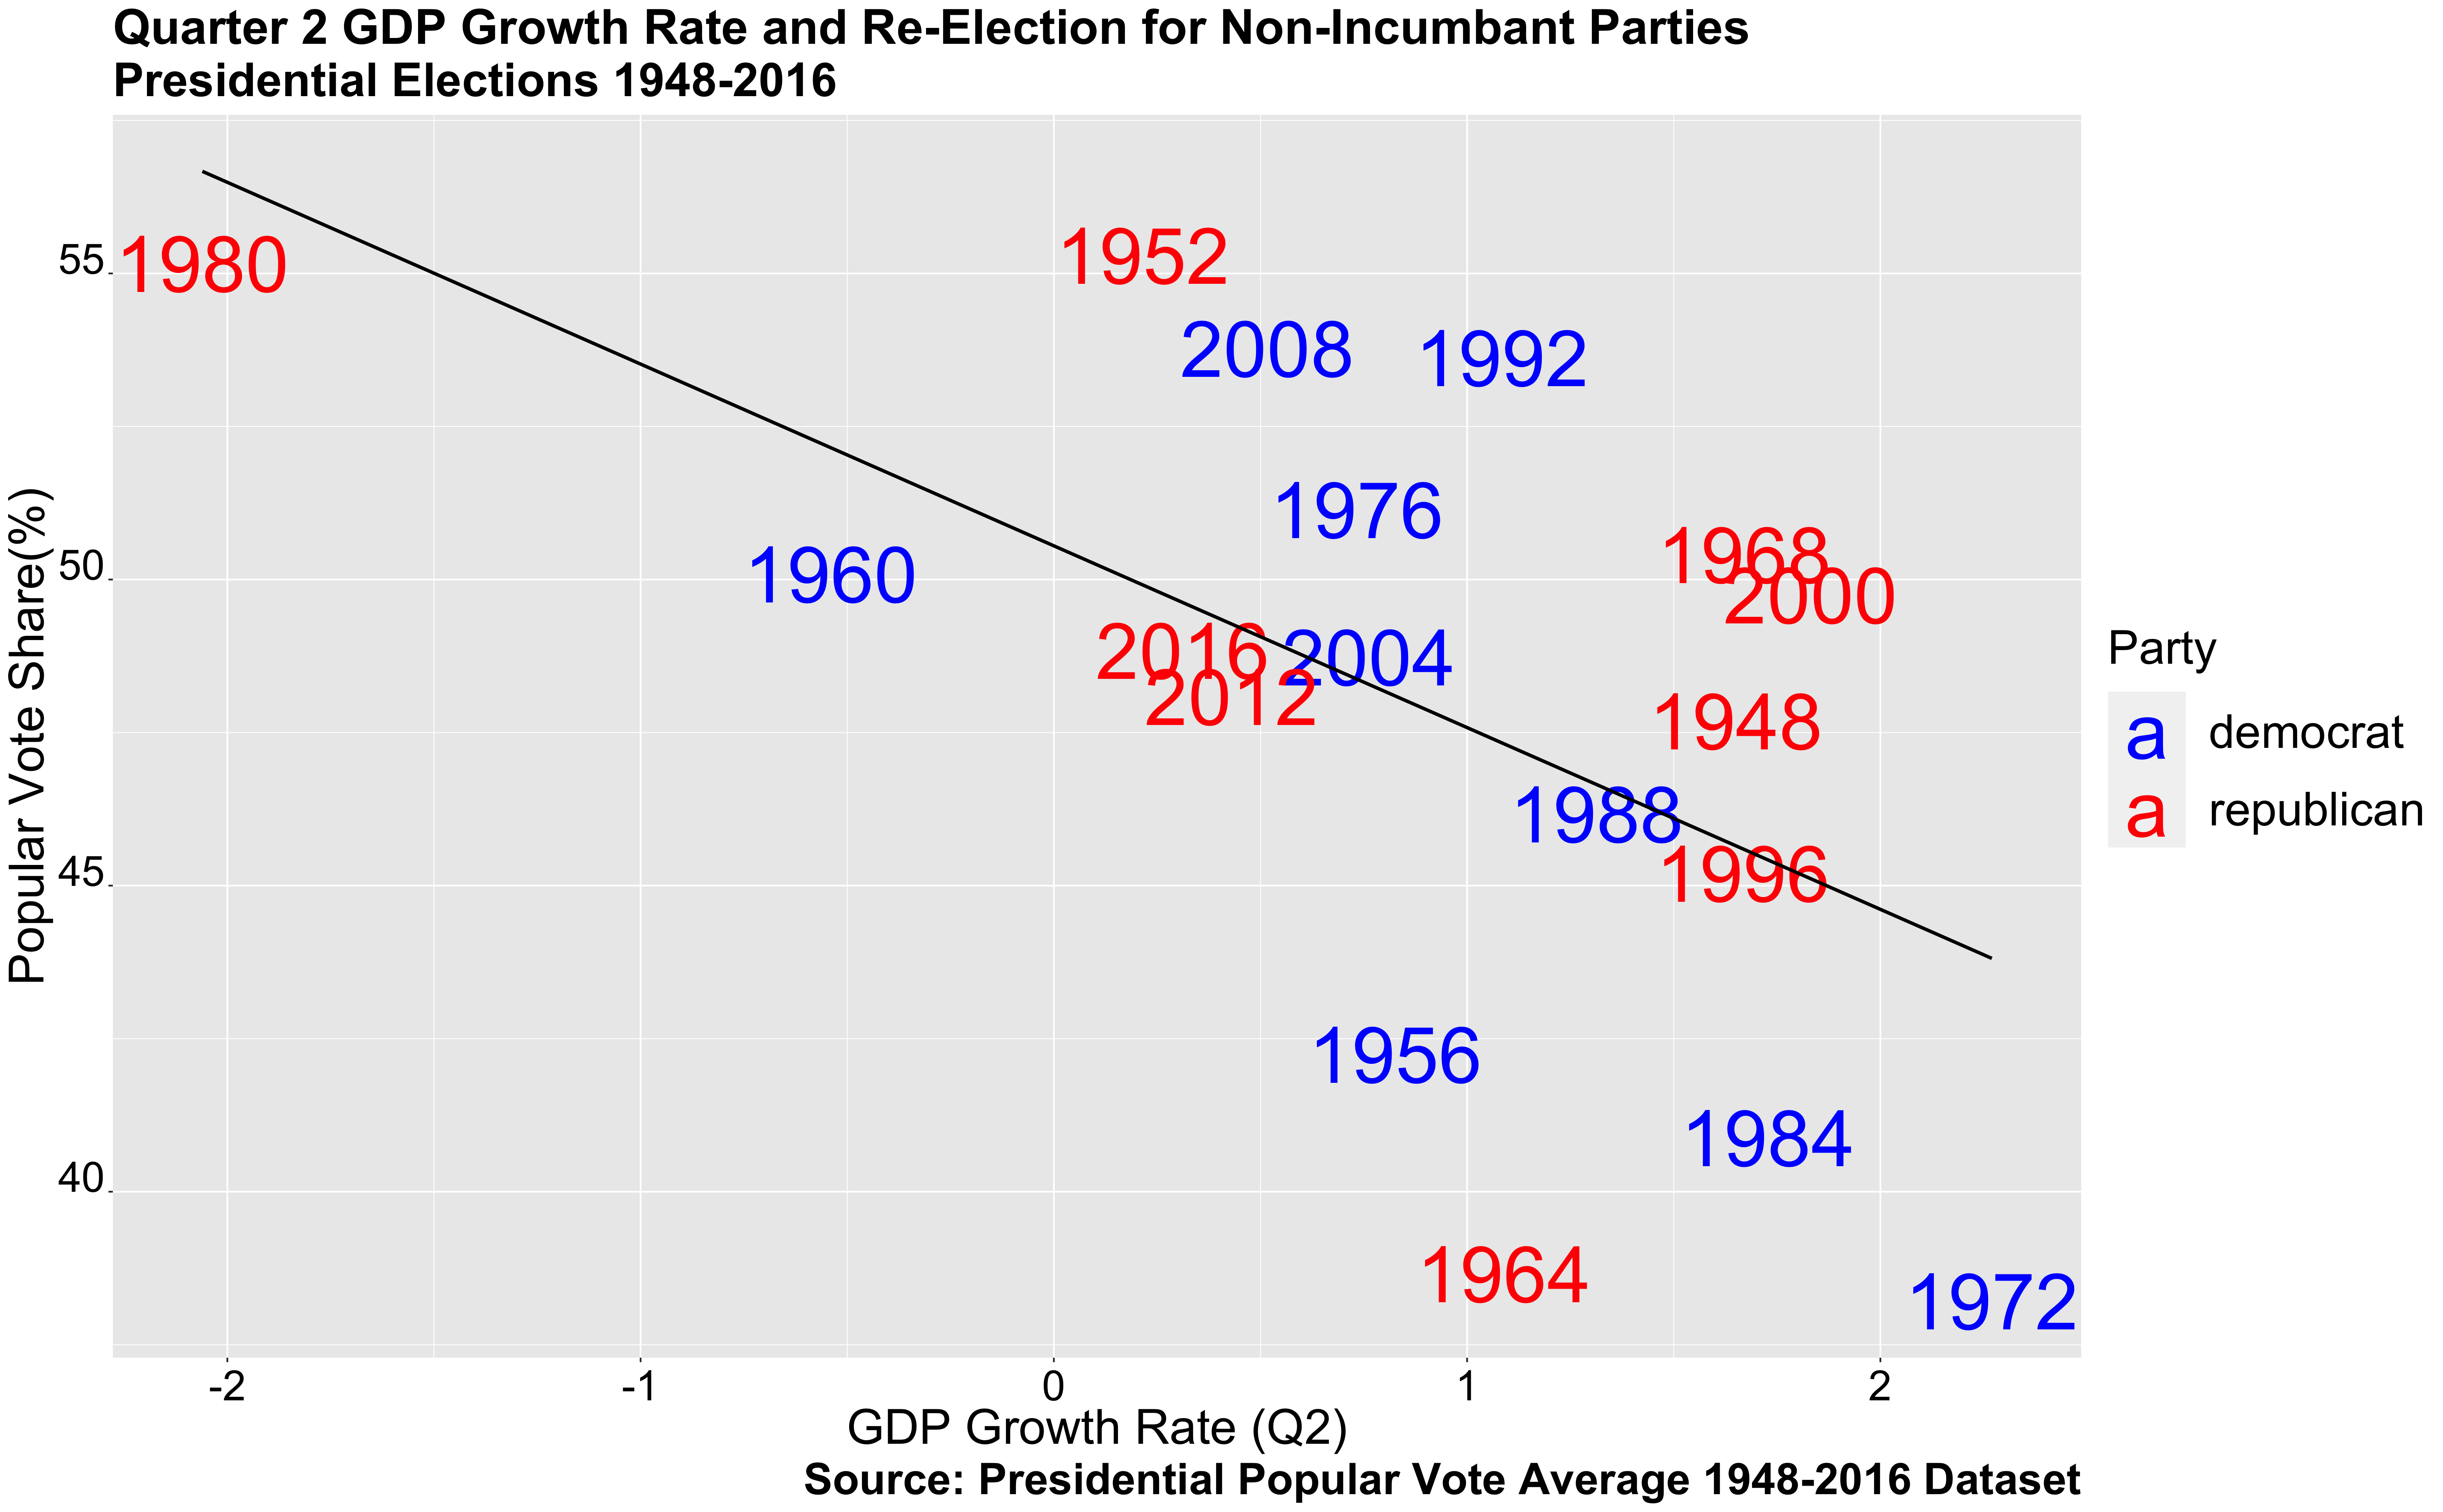 Quarter 2 GDP Growth Rate and Re-Election for Non-Incumbant Parties
Presidential Elections 1948-2016
Popular Vote Share(%)
55
50
45
40
1980
1952
2008
1992
1976
1960
1968
2000
2016
2004
2012
1948
1988
1996
1956
1984
1964
1972
Party
a democrat
a republican
-2 -1 0 1 2
GDP Growth Rate (Q2)
Source: Presidential Popular Vote Average 1948-2016 Dataset